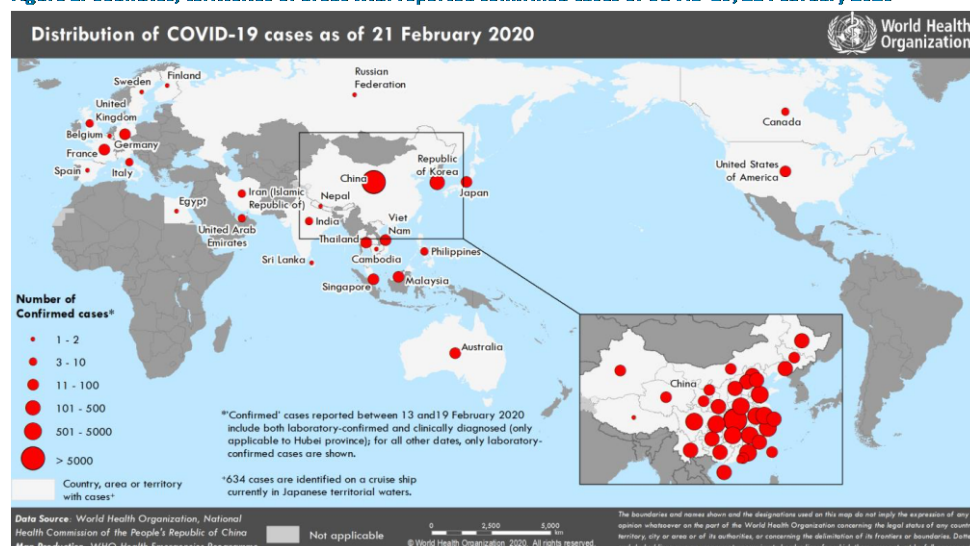 Distribution of COVID-19 cases as of 21 February 2020
World Health
Organization
Russian
Federation
Finland
Sweden
United
Kingdom
Belgium
Germany
France
Spain
Italy
Canada
United States
of America
Republic
of Korea
China
Japan
Nepal
Iran (Islamic
Republic of)
Egypt
India
Viet
Nam
United Arab
Emirates
Thailand
Philippines
Sri Lanka
Cambodia
Singapore
Malaysia
Australia
China
Number of
Confirmed cases*
1 - 2
3 - 10
11 - 100
101 - 500
501 - 5000
> 5000
Country, area or territory
with cases⁺
*'Confirmed' cases reported between 13 and19 February 2020
include both laboratory-confirmed and clinically diagnosed (only
applicable to Hubei province); for all other dates, only laboratory-
confirmed cases are shown.
⁺634 cases are identified on a cruise ship
currently in Japanese territorial waters.
Data Source: World Health Organization, National
Health Commission of the People's Republic of China
Not applicable
0 2,500 5,000
km
© World Health Organization 2020. All rights reserved.
The boundaries and names shown and the designations used on this map do not imply the expression of any
opinion whatsoever on the part of the World Health Organization concerning the legal status of any
territory, city or area or of its authorities, or concerning the delimitation of its frontiers or boundaries.